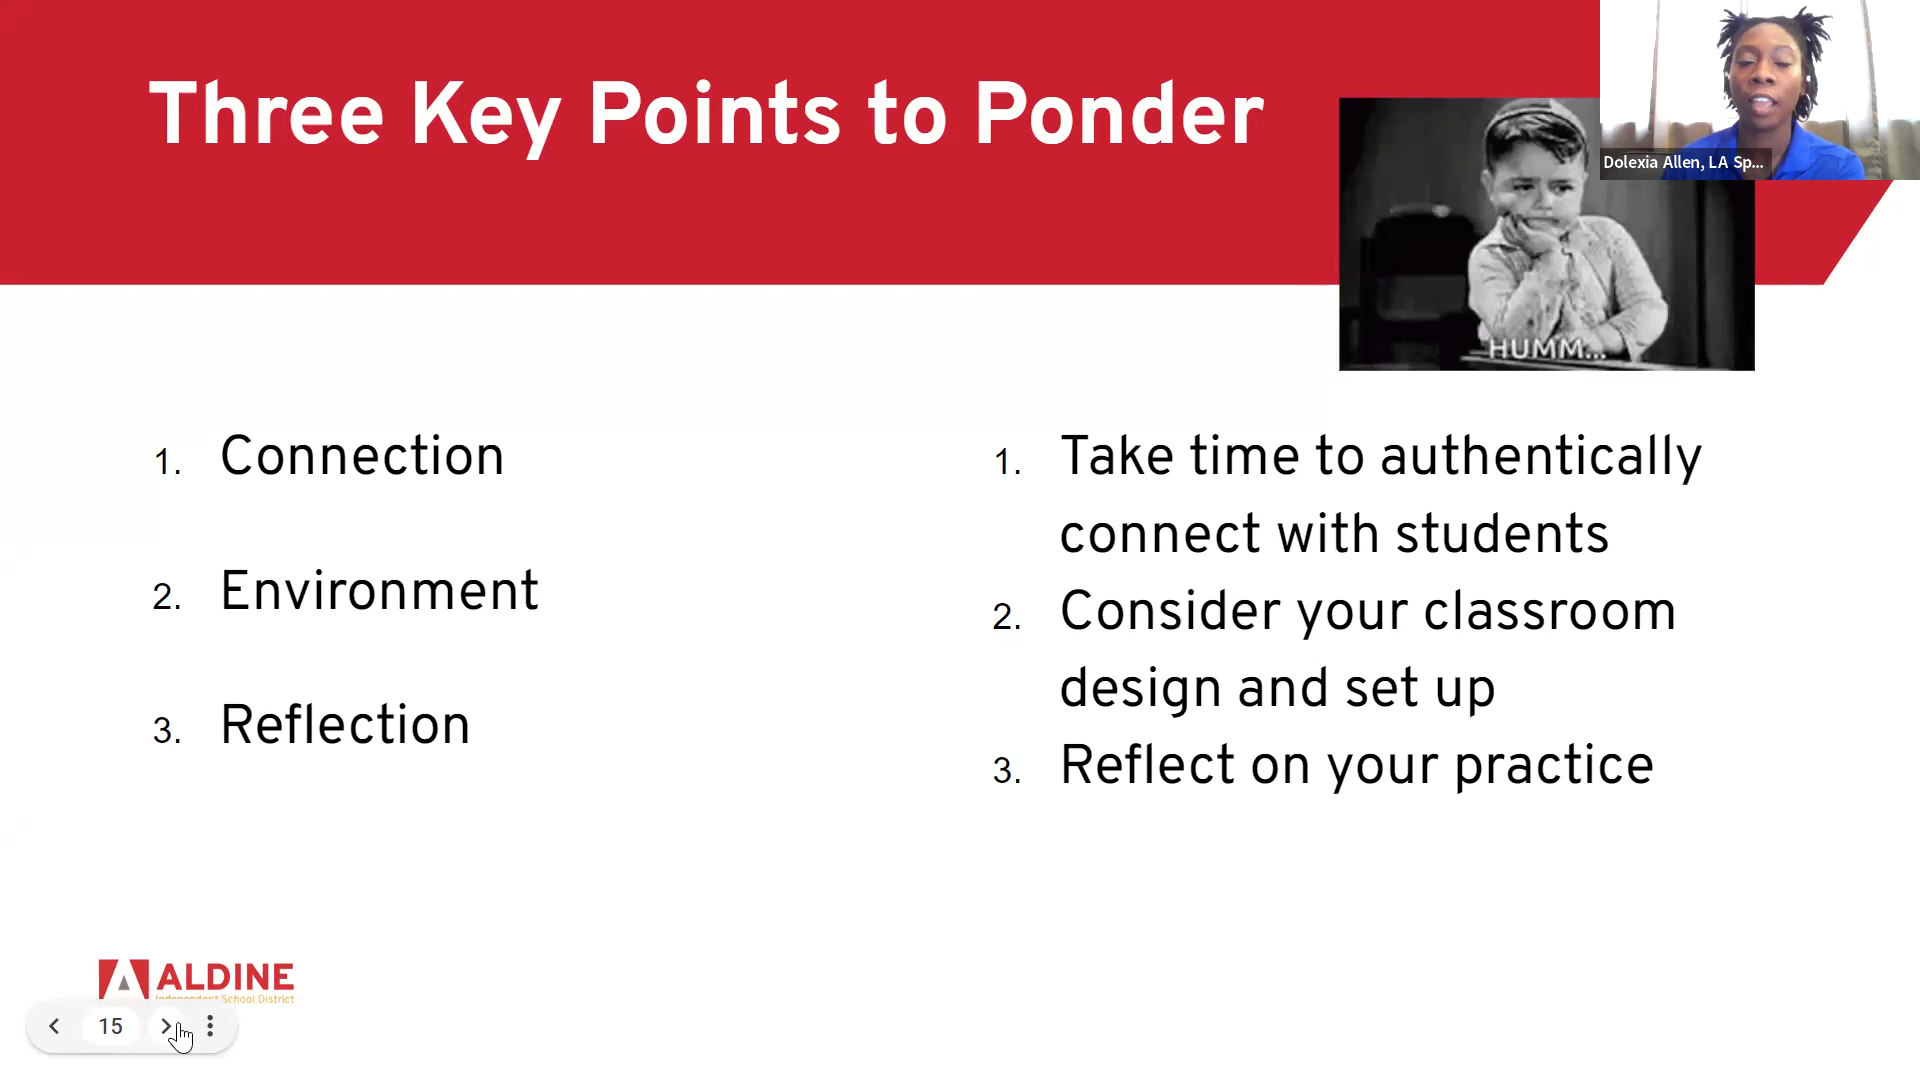 Three Key Points to Ponder
Dolexia Allen, LA Sp...
HUMM...
1. Connection
2. Environment
3. Reflection
1. Take time to authentically
connect with students
2. Consider your classroom
design and set up
3. Reflect on your practice
ALDINE
Independent School District
15